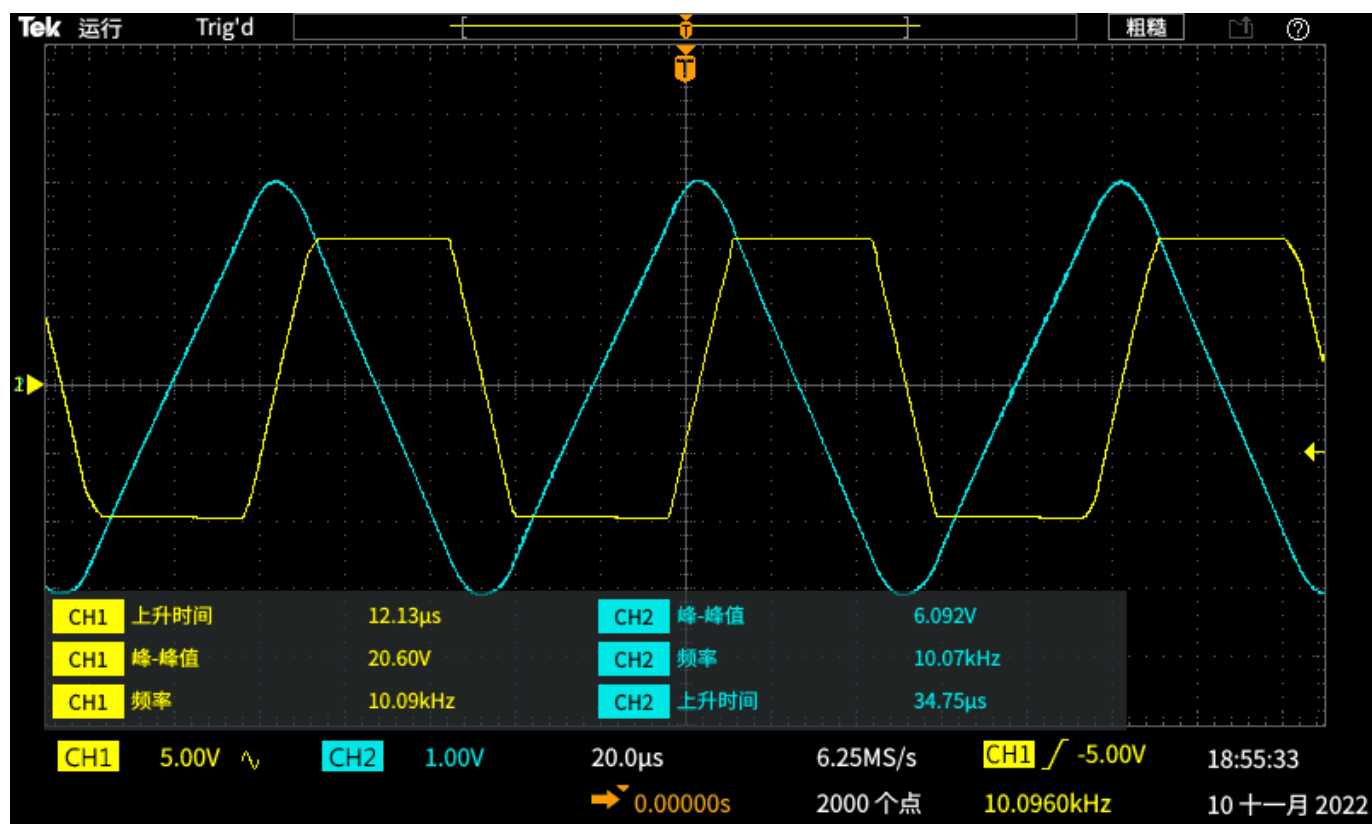 Tek 运行 Trig'd T 粗糙 ?
T
2
CH1 上升时间 12.13µs CH2 峰-峰值 6.092V
CH1 峰-峰值 20.60V CH2 频率 10.07kHz
CH1 频率 10.09kHz CH2 上升时间 34.75µs
CH1 5.00V CH2 1.00V 20.0µs 6.25MS/s CH1 -5.00V 18:55:33
0.00000s 2000 个点 10.0960kHz 10 十一月 2022